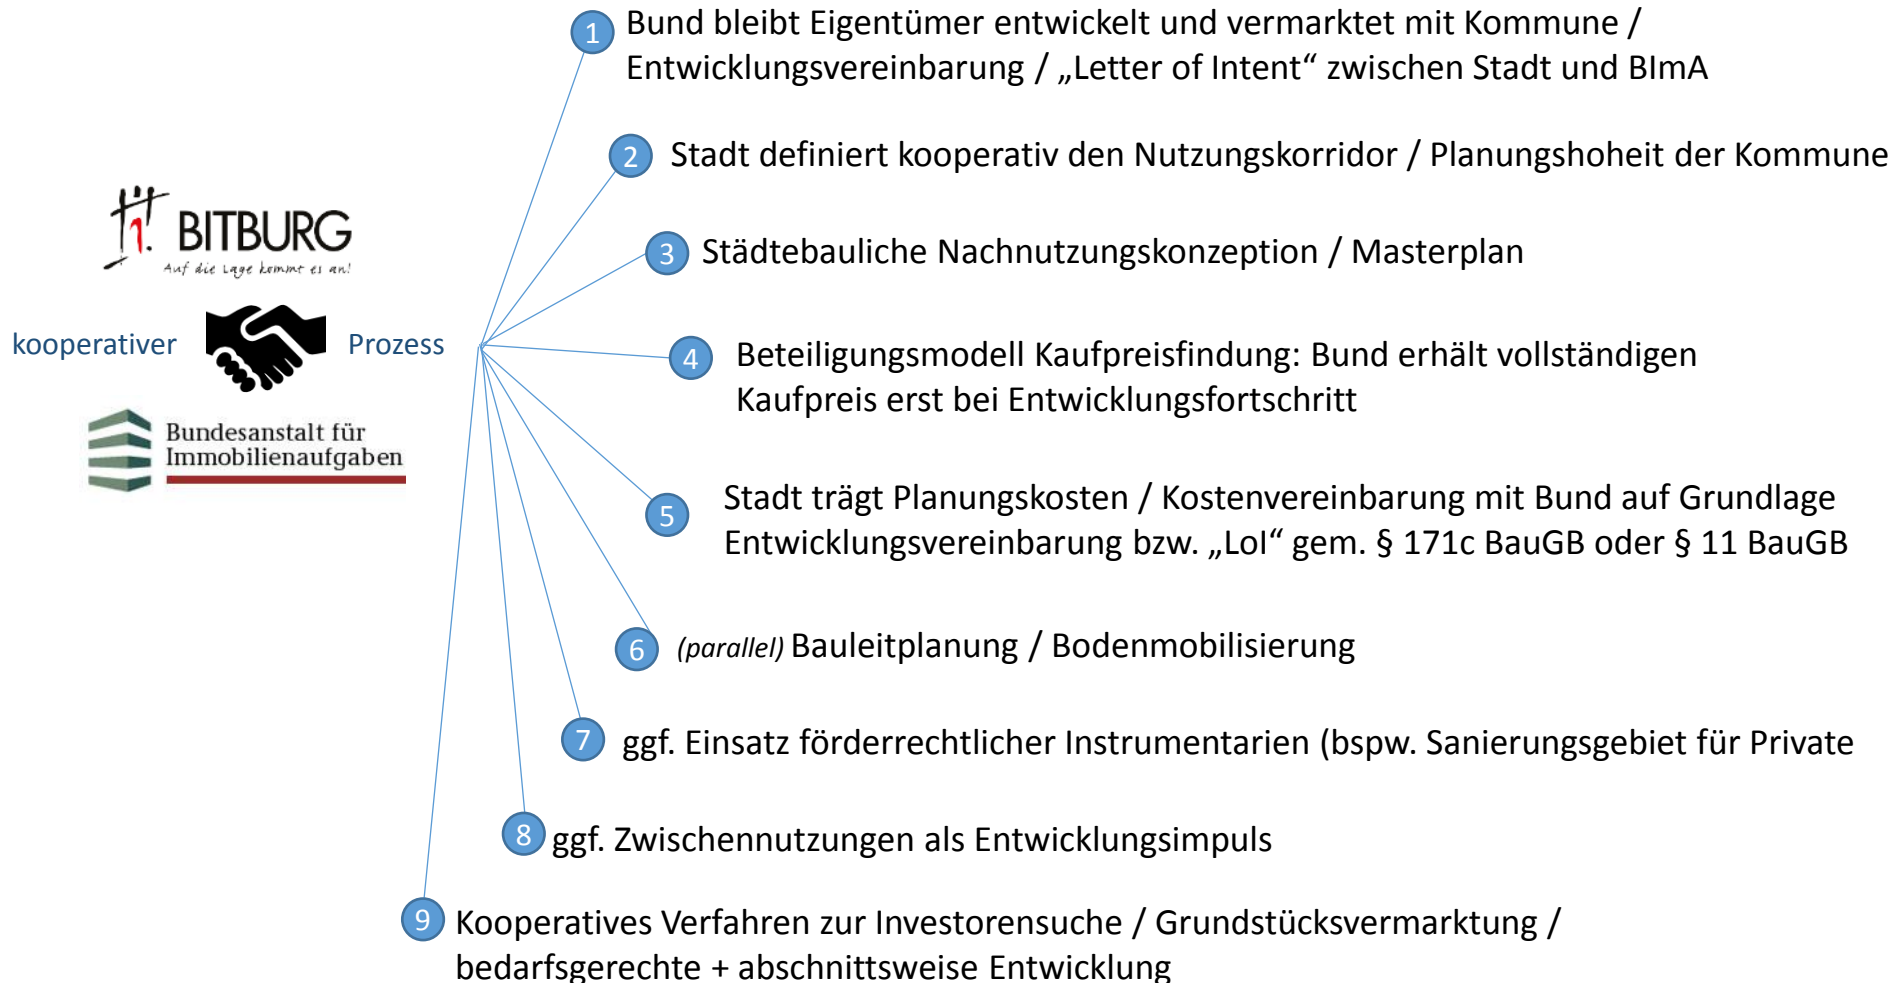 1 Bund bleibt Eigentümer entwickelt und vermarktet mit Kommune /
Entwicklungsvereinbarung / „Letter of Intent“ zwischen Stadt und BImA
2 Stadt definiert kooperativ den Nutzungskorridor / Planungshoheit der Kommune
BITBURG
Auf die Lage kommt es an!
3 Städtebauliche Nachnutzungskonzeption / Masterplan
kooperativer Prozess
4 Beteiligungsmodell Kaufpreisfindung: Bund erhält vollständigen
Kaufpreis erst bei Entwicklungsfortschritt
Bundesanstalt für
Immobilienaufgaben
5 Stadt trägt Planungskosten / Kostenvereinbarung mit Bund auf Grundlage
Entwicklungsvereinbarung bzw. „LoI“ gem. § 171c BauGB oder § 11 BauGB
6 (parallel) Bauleitplanung / Bodenmobilisierung
7 ggf. Einsatz förderrechtlicher Instrumentarien (bspw. Sanierungsgebiet für Private
8 ggf. Zwischennutzungen als Entwicklungsimpuls
9 Kooperatives Verfahren zur Investorensuche / Grundstücksvermarktung /
bedarfsgerechte + abschnittsweise Entwicklung